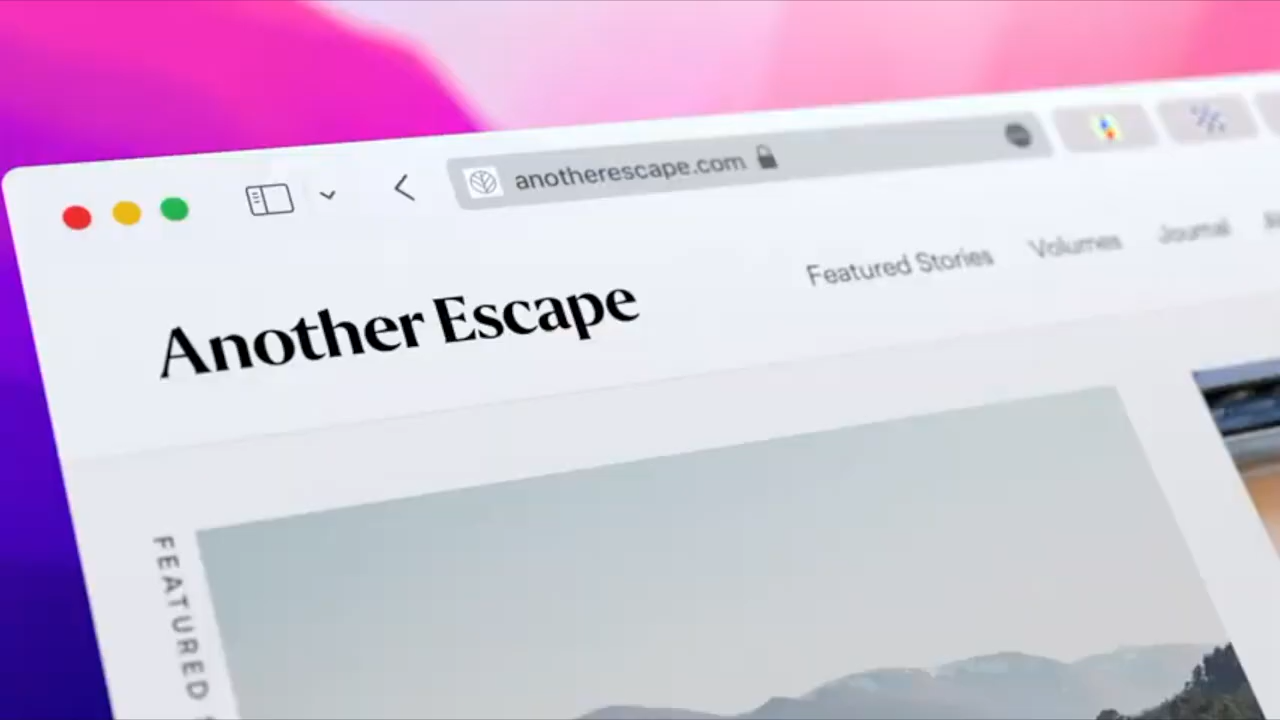 anotherescape.com
Another Escape
Featured Stories
Volumes
Journal
FEATURED